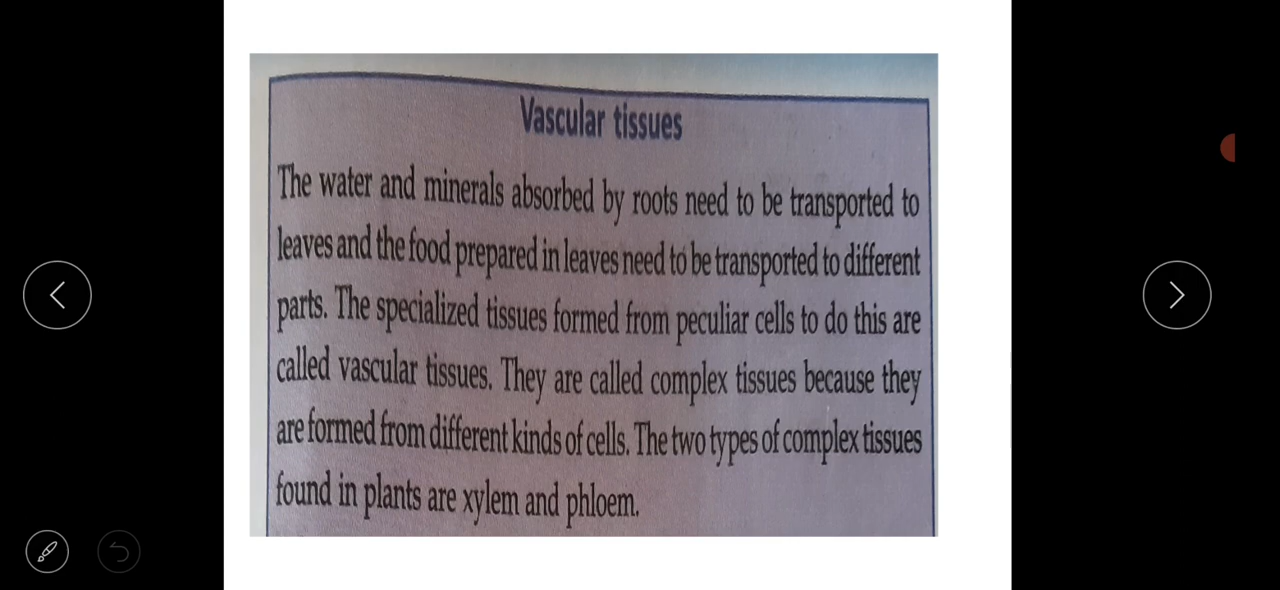 Vascular tissues
The water and minerals absorbed by roots need to be transported to
leaves and the food prepared in leaves need to be transported to different
parts. The specialized tissues formed from peculiar cells to do this are
called vascular tissues. They are called complex tissues because they
are formed from different kinds of cells. The two types of complex tissues
found in plants are xylem and phloem.